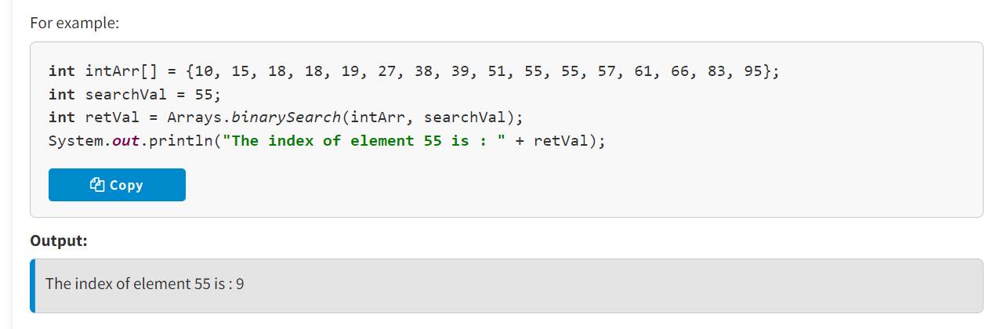 For example:
int intArr[] = {10, 15, 18, 18, 19, 27, 38, 39, 51, 55, 55, 57, 61, 66, 83, 95};
int searchVal = 55;
int retVal = Arrays.binarySearch(intArr, searchVal);
System.out.println("The index of element 55 is : " + retVal);
Copy
Output:
The index of element 55 is : 9